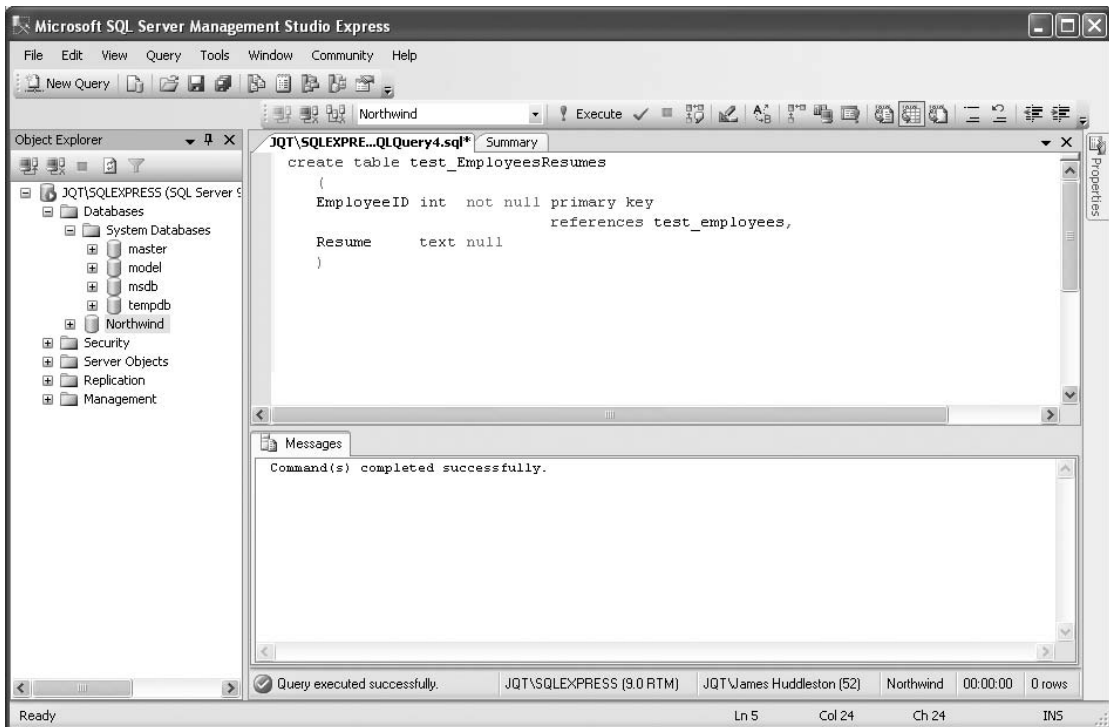 Microsoft SQL Server Management Studio Express
File Edit View Query Tools Window Community Help
New Query
Northwind Execute
Object Explorer
JQT\SQLEXPRESS (SQL Server 9
Databases
System Databases
master
model
msdb
tempdb
Northwind
Security
Server Objects
Replication
Management
JQT\SQLEXPRE...QLQuery4.sql* Summary
create table test_EmployeesResumes
(
EmployeeID int not null primary key
references test_employees,
Resume text null
)
Properties
Messages
Command(s) completed successfully.
Query executed successfully. JQT\SQLEXPRESS (9.0 RTM) JQT\James Huddleston (52) Northwind 00:00:00 0 rows
Ready Ln 5 Col 24 Ch 24 INS